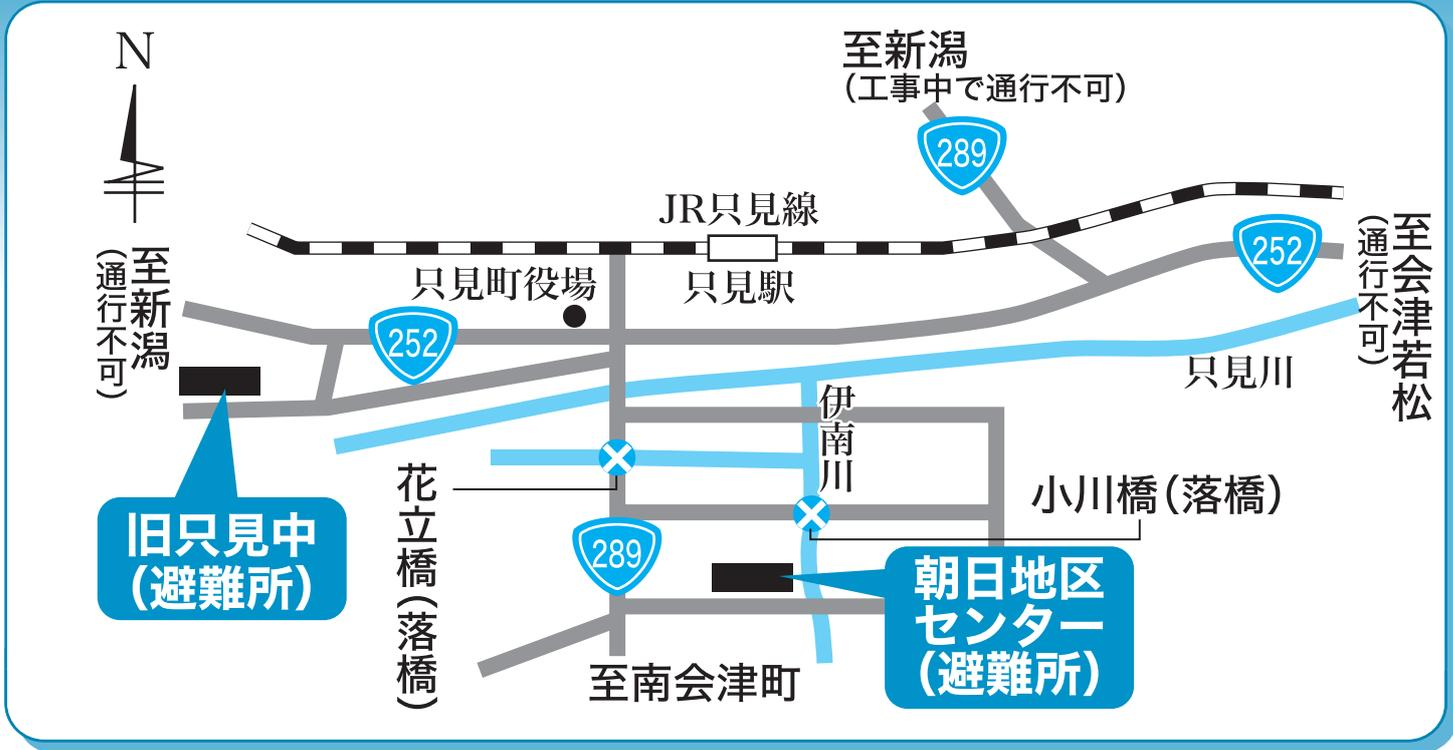 N
至新潟
（工事中で通行不可）
289
JR只見線
252
至会津若松
（通行不可）
至新潟
（通行不可）
只見町役場
只見駅
252
只見川
伊南川
花立橋（落橋）
小川橋（落橋）
旧只見中
（避難所）
289
朝日地区
センター
（避難所）
至南会津町